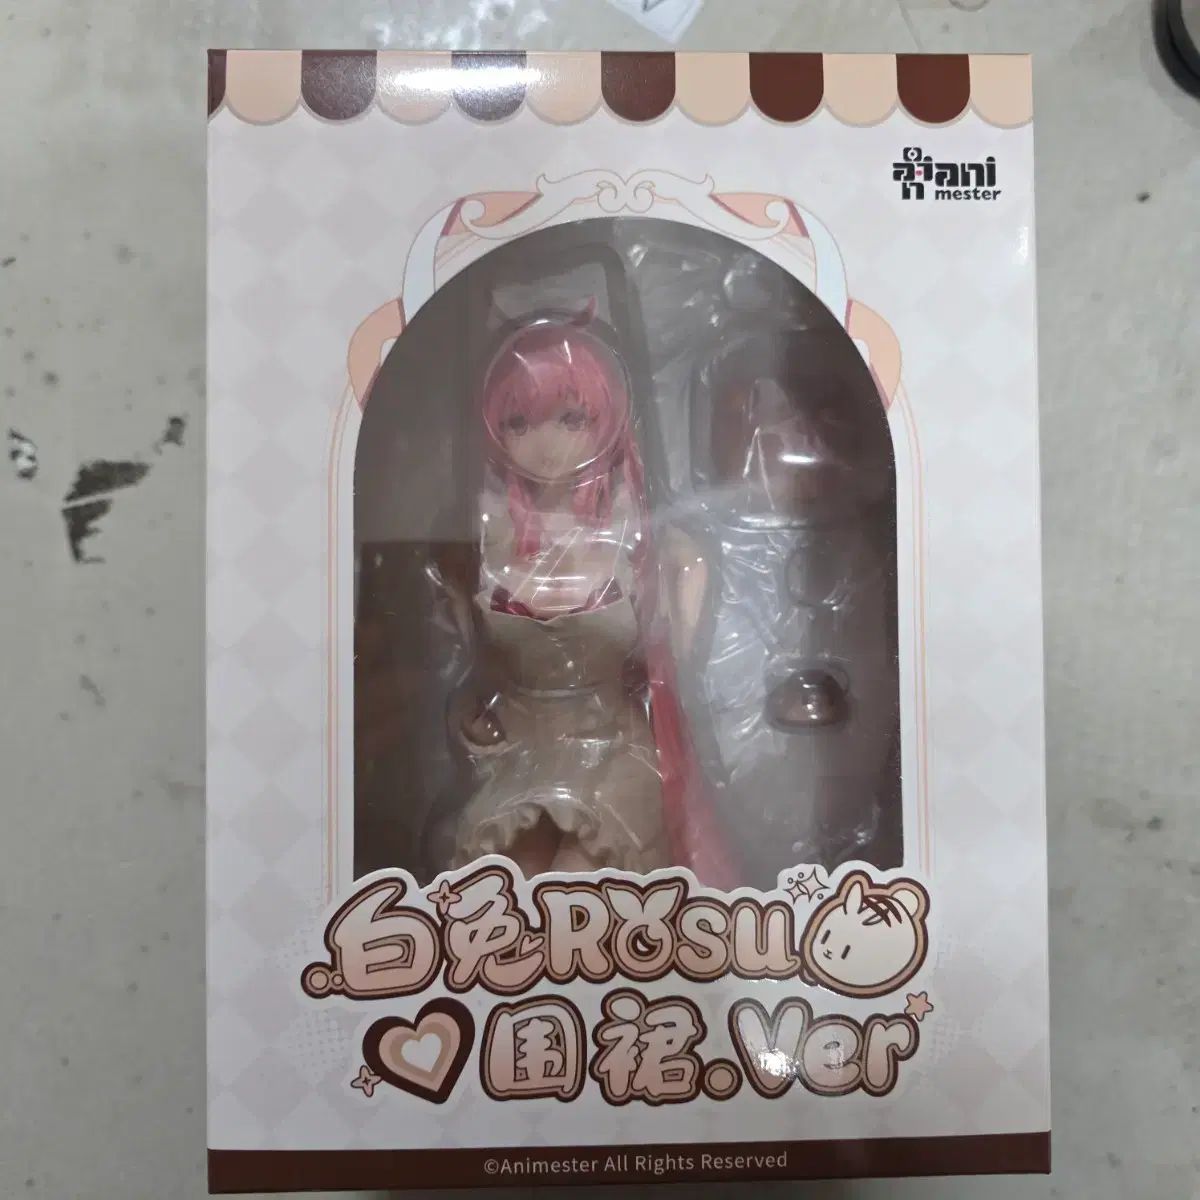 ani
mester
白兔Rosu
围裙.Ver
©Animester All Rights Reserved